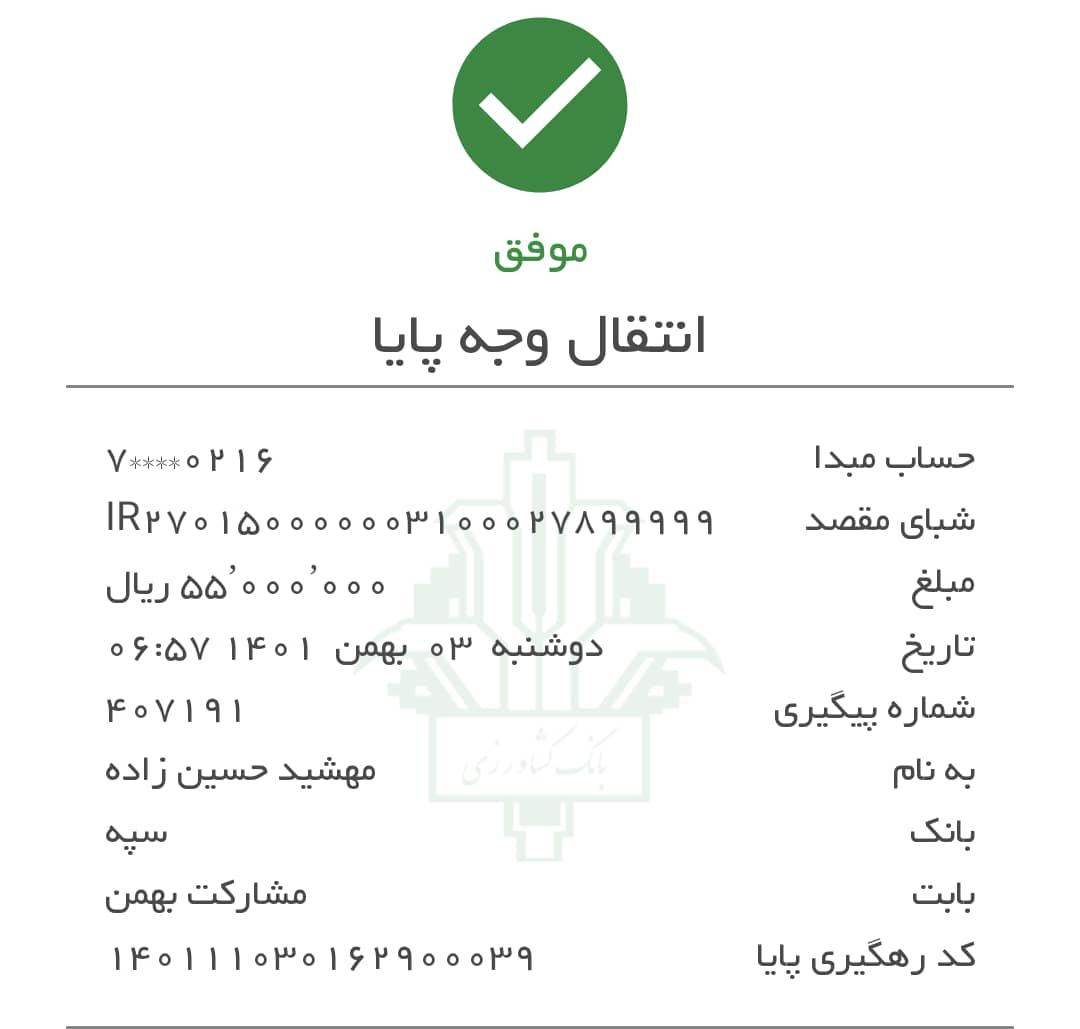 موفق
انتقال وجه پایا
حساب مبدا ۷****۰۲۱۶
شبای مقصد IR۲۷۰۱۵۰۰۰۰۰۰۳۱۰۰۰۲۷۸۹۹۹۹۹
مبلغ ۵۵٬۰۰۰٬۰۰۰ ریال
تاریخ دوشنبه ۰۳ بهمن ۱۴۰۱ ۰۶:۵۷
شماره پیگیری ۴۰۷۱۹۱
به نام مهشید حسین زاده
بانک سپه
بابت مشارکت بهمن
کد رهگیری پایا ۱۴۰۱۱۱۰۳۰۱۶۲۹۰۰۰۳۹
بانک کشاورزی